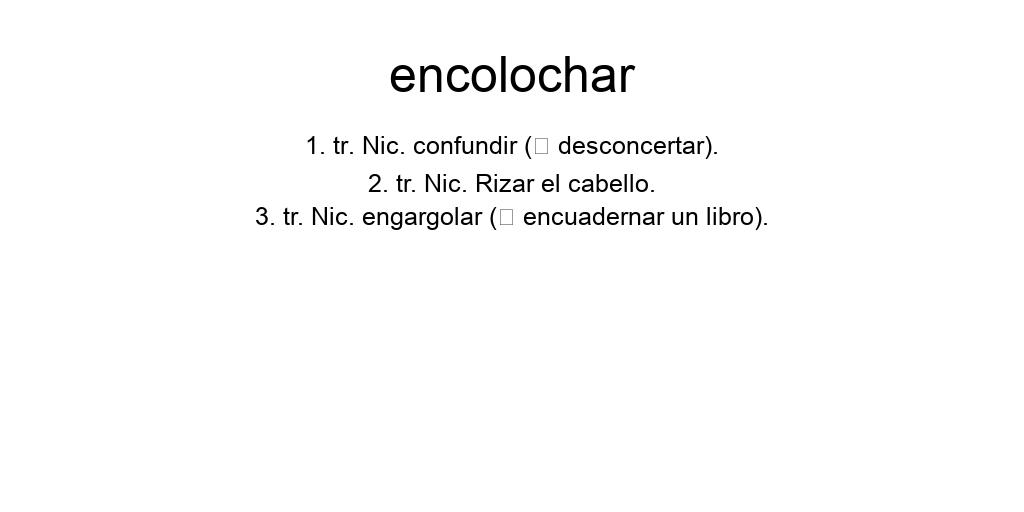 encolochar
1. tr. Nic. confundir (▯ desconcertar).
2. tr. Nic. Rizar el cabello.
3. tr. Nic. engargolar (▯ encuadernar un libro).